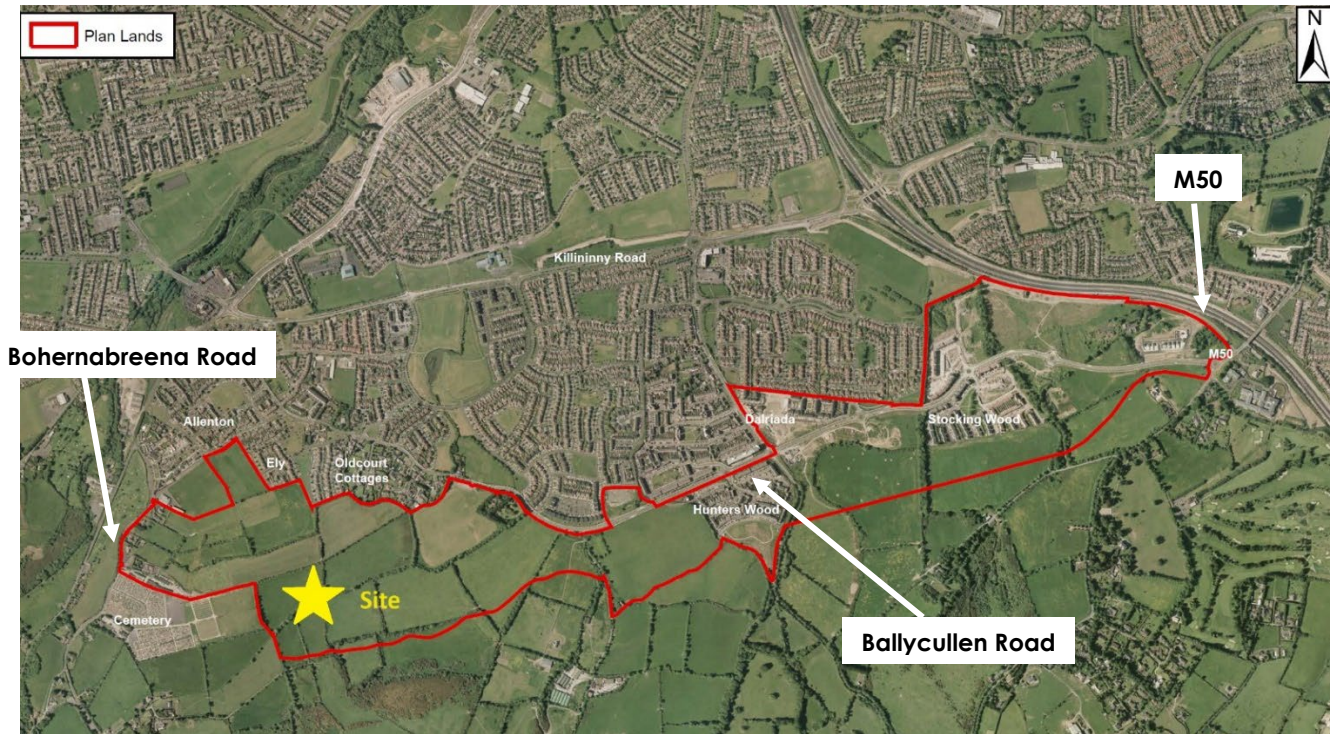 Plan Lands
N
M50
Killininny Road
Bohernabreena Road
M50
Allenton
Dalriada
Stocking Wood
Ely
Oldcourt
Cottages
Hunters Wood
Site
Cemetery
Ballycullen Road